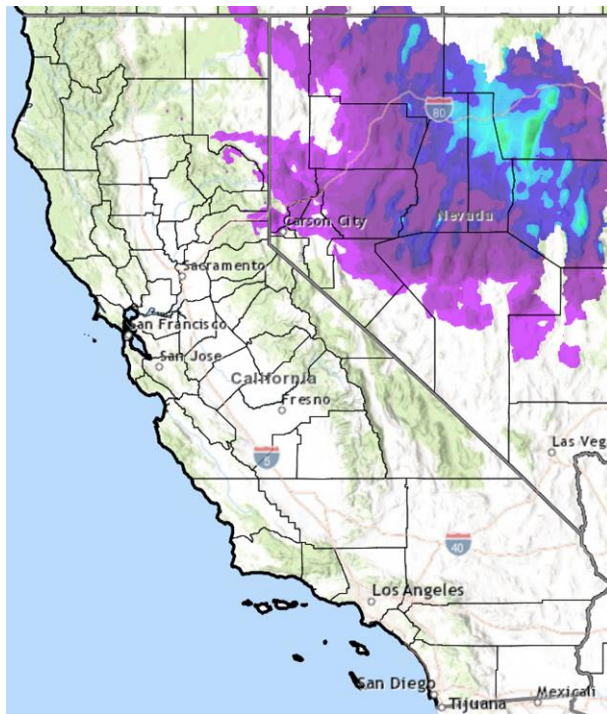 80
Nevada
Carson City
Sacramento
San Francisco
San Jose
California
Fresno
5
Las Veg
40
Los Angeles
San Diego
Tijuana
Mexicali